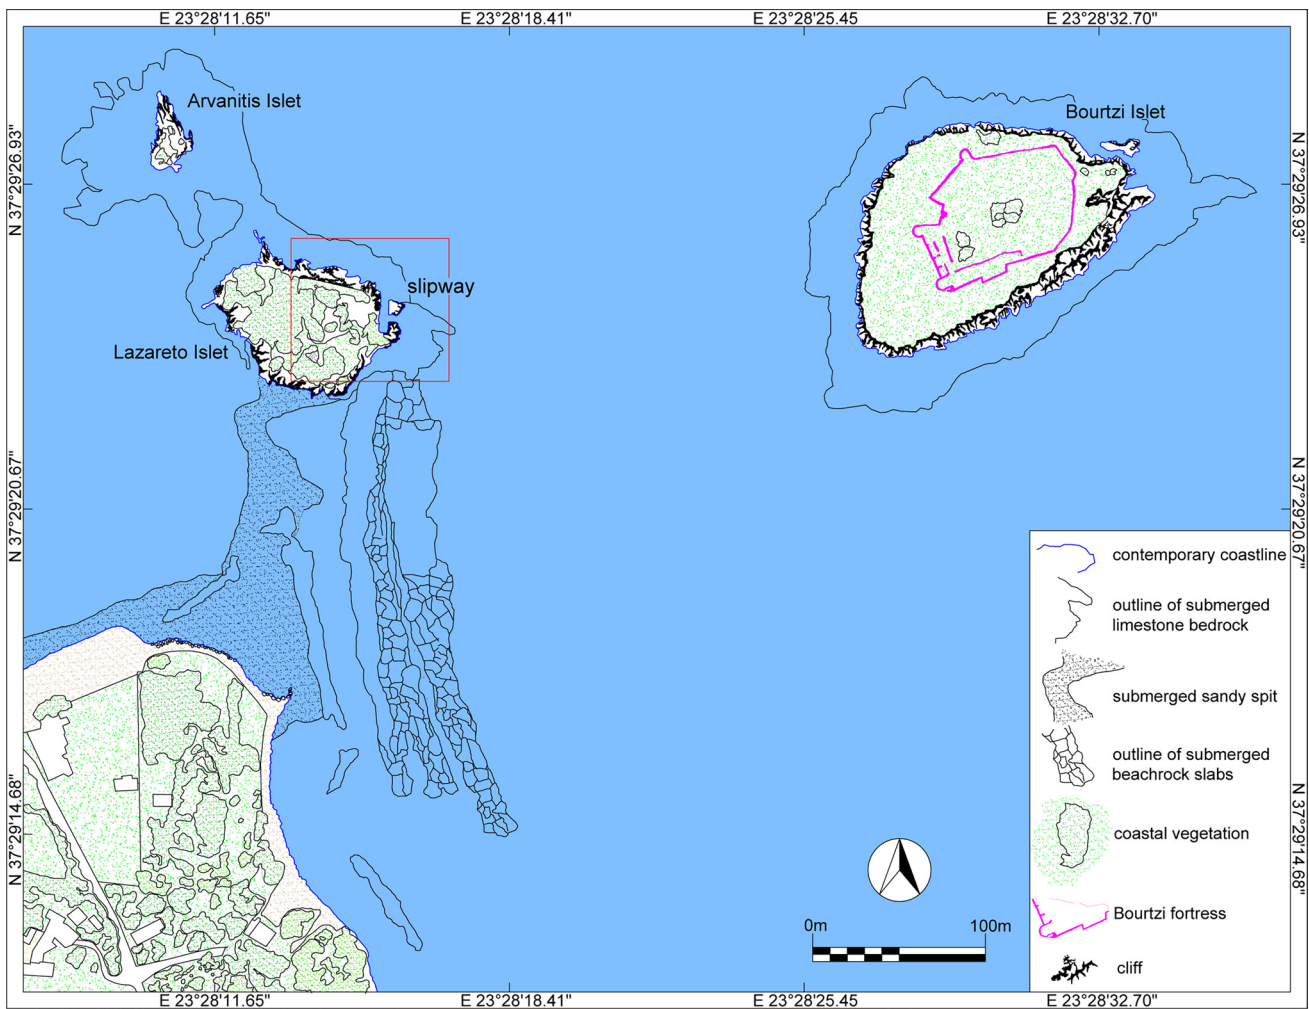 E 23°28'11.65"
E 23°28'18.41"
E 23°28'25.45
E 23°28'32.70"
Arvanitis Islet
Bourtzi Islet
N 37°29'26.93"
N 37°29'26.93"
slipway
Lazareto Islet
N 37°29'20.67"
N 37°29'20.67"
contemporary coastline
outline of submerged
limestone bedrock
submerged sandy spit
outline of submerged
beachrock slabs
coastal vegetation
Bourtzi fortress
cliff
N 37°29'14.68"
N 37°29'14.68"
0m
100m
E 23°28'11.65"
E 23°28'18.41"
E 23°28'25.45
E 23°28'32.70"